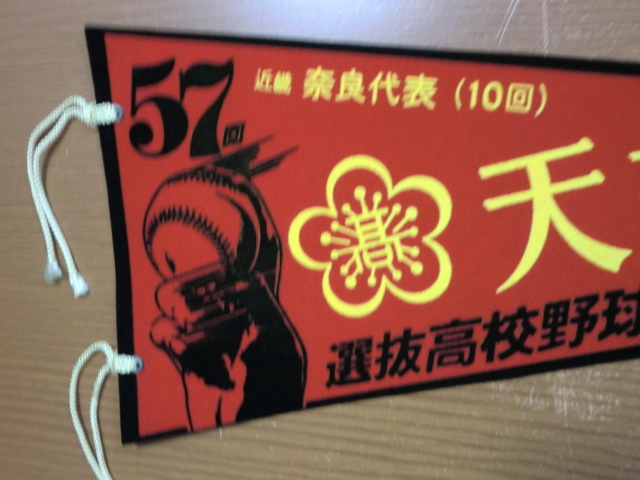 57回
近畿 奈良代表 (10回)
高
天
選抜高校野球